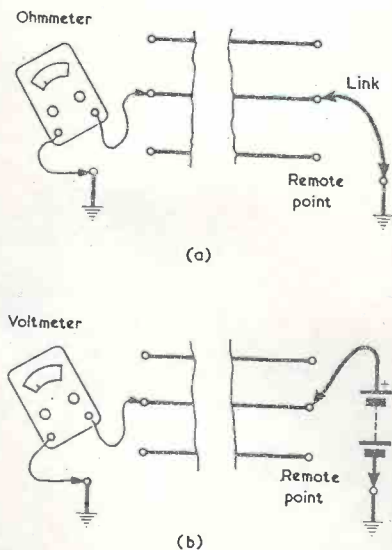 Ohmmeter
Link
Remote
point
(a)
Voltmeter
+
Remote
point
(b)